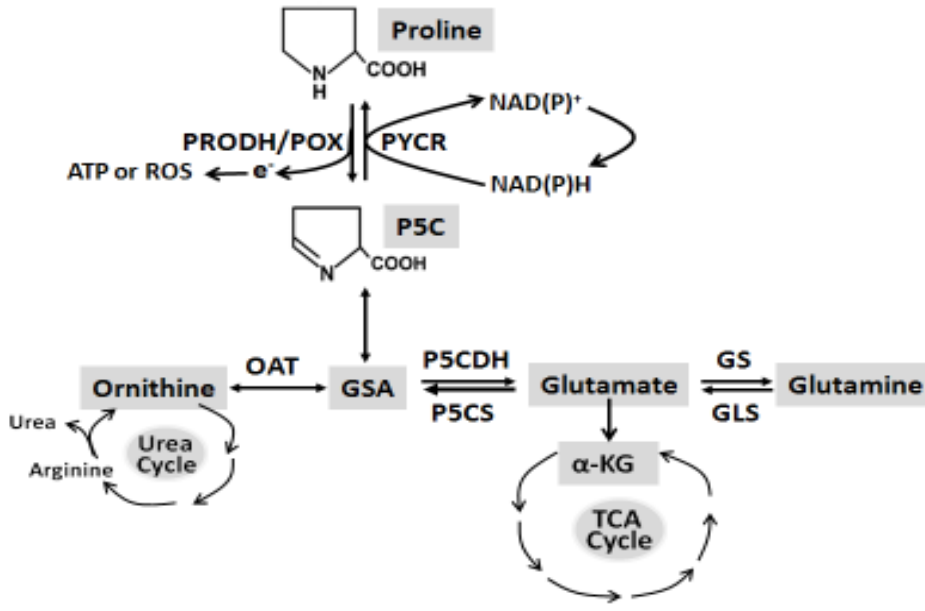 Proline
N
H
COOH
NAD(P)+
PRODH/POX
PYCR
ATP or ROS
e-
NAD(P)H
P5C
N
COOH
OAT
P5CDH
GS
Ornithine
GSA
Glutamate
Glutamine
P5CS
GLS
Urea
Urea
Cycle
Arginine
α-KG
TCA
Cycle